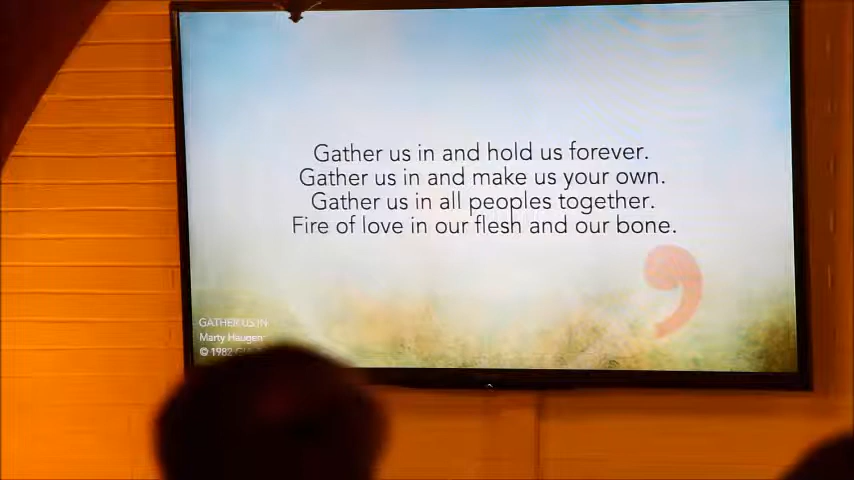 Gather us in and hold us forever.
Gather us in and make us your own.
Gather us in all peoples together.
Fire of love in our flesh and our bone.
GATHER US IN
Marty Haugen
© 1982